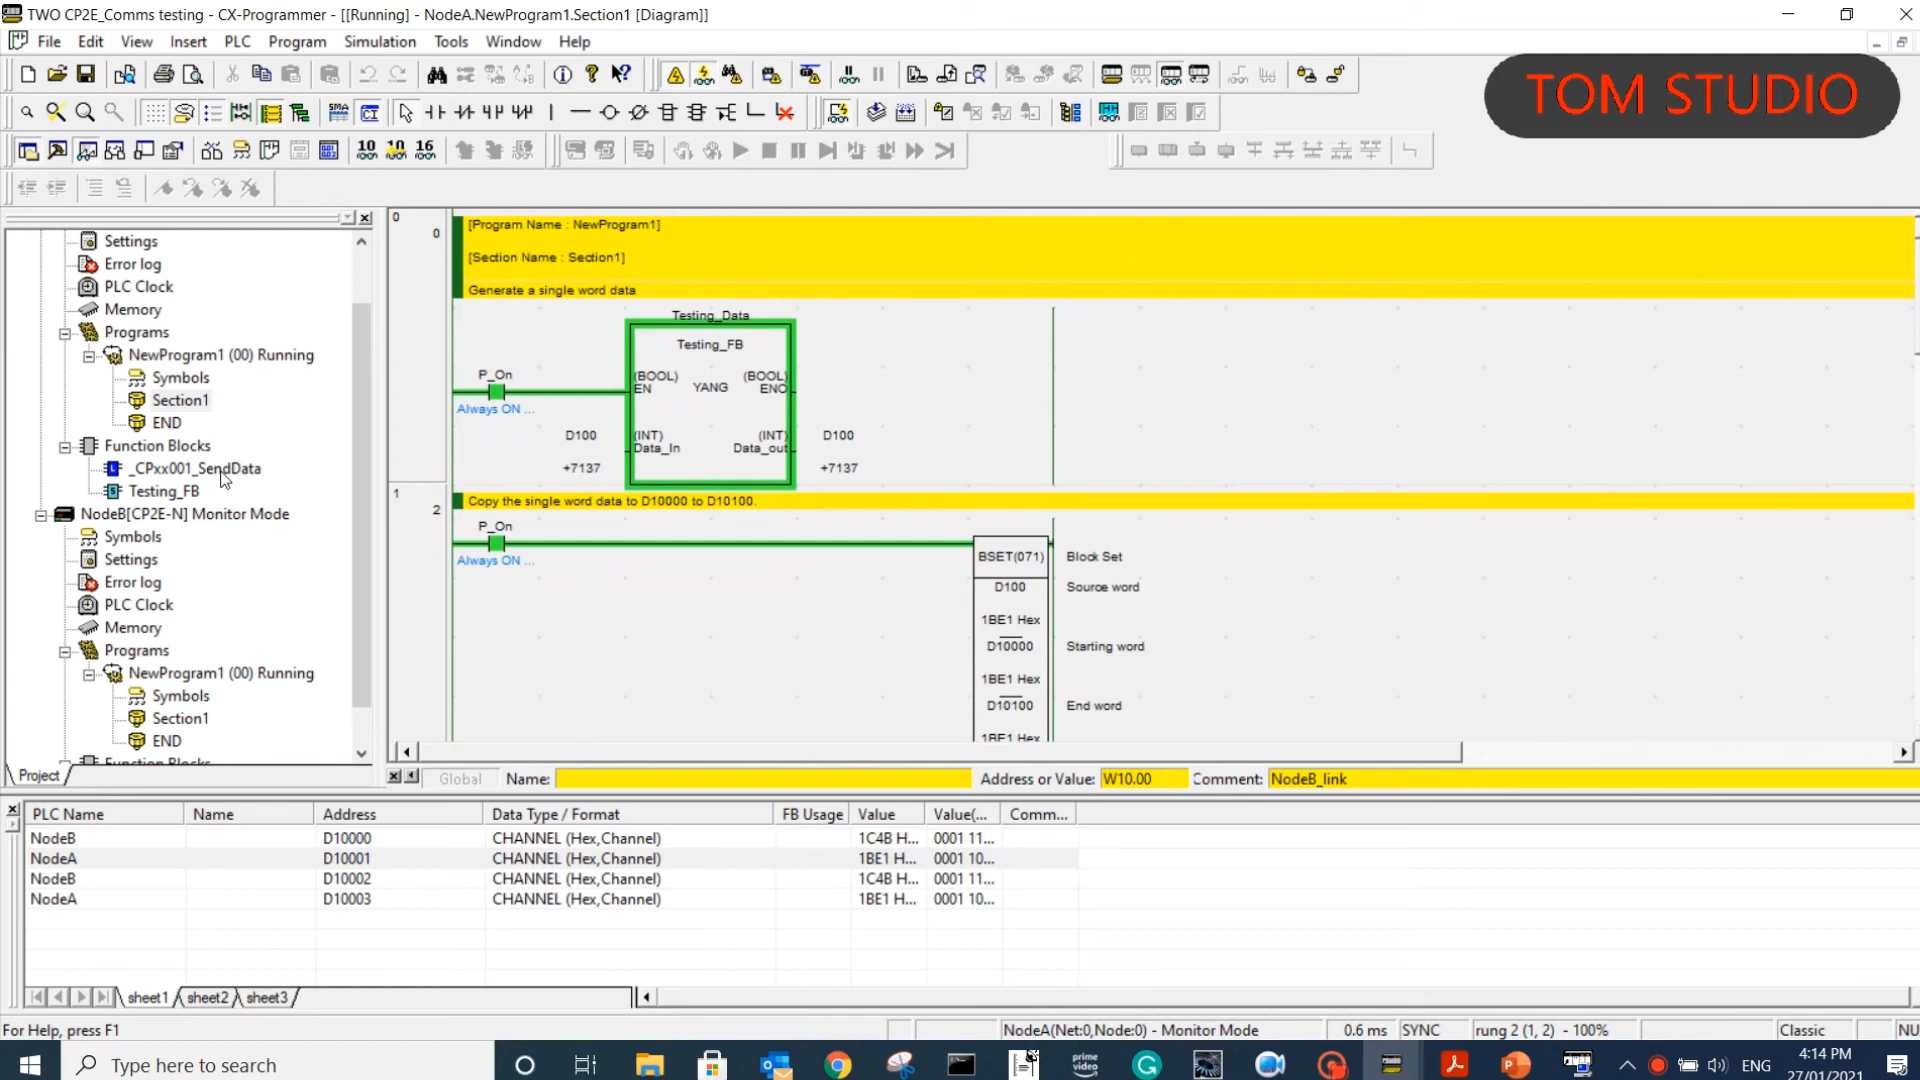 TWO CP2E_Comms testing - CX-Programmer - [[Running] - NodeA.NewProgram1.Section1 [Diagram]]
File Edit View Insert PLC Program Simulation Tools Window Help
TOM STUDIO
10 10 16
Settings
Error log
PLC Clock
Memory
Programs
NewProgram1 (00) Running
Symbols
Section1
END
Function Blocks
_CPxx001_SendData
Testing_FB
NodeB[CP2E-N] Monitor Mode
Symbols
Settings
Error log
PLC Clock
Memory
Programs
NewProgram1 (00) Running
Symbols
Section1
END
Function Blocks
Project
0
0
[Program Name : NewProgram1]
[Section Name : Section1]
Generate a single word data
Testing_Data
Testing_FB
P_On
(BOOL) (BOOL)
EN YANG ENO
Always ON ...
D100 (INT) (INT) D100
Data_In Data_out
+7137 +7137
1
2
Copy the single word data to D10000 to D10100.
P_On
Always ON ...
BSET(071) Block Set
D100 Source word
1BE1 Hex
D10000 Starting word
1BE1 Hex
D10100 End word
1BE1 Hex
Global Name: Address or Value: W10.00 Comment: NodeB_link
PLC Name Name Address Data Type / Format FB Usage Value Value(... Comm...
NodeB D10000 CHANNEL (Hex,Channel) 1C4B H... 0001 11...
NodeA D10001 CHANNEL (Hex,Channel) 1BE1 H... 0001 10...
NodeB D10002 CHANNEL (Hex,Channel) 1C4B H... 0001 11...
NodeA D10003 CHANNEL (Hex,Channel) 1BE1 H... 0001 10...
sheet1 sheet2 sheet3
For Help, press F1 NodeA(Net:0,Node:0) - Monitor Mode 0.6 ms SYNC rung 2 (1, 2) - 100% Classic NU
Type here to search
prime video
ENG
4:14 PM
27/01/2021